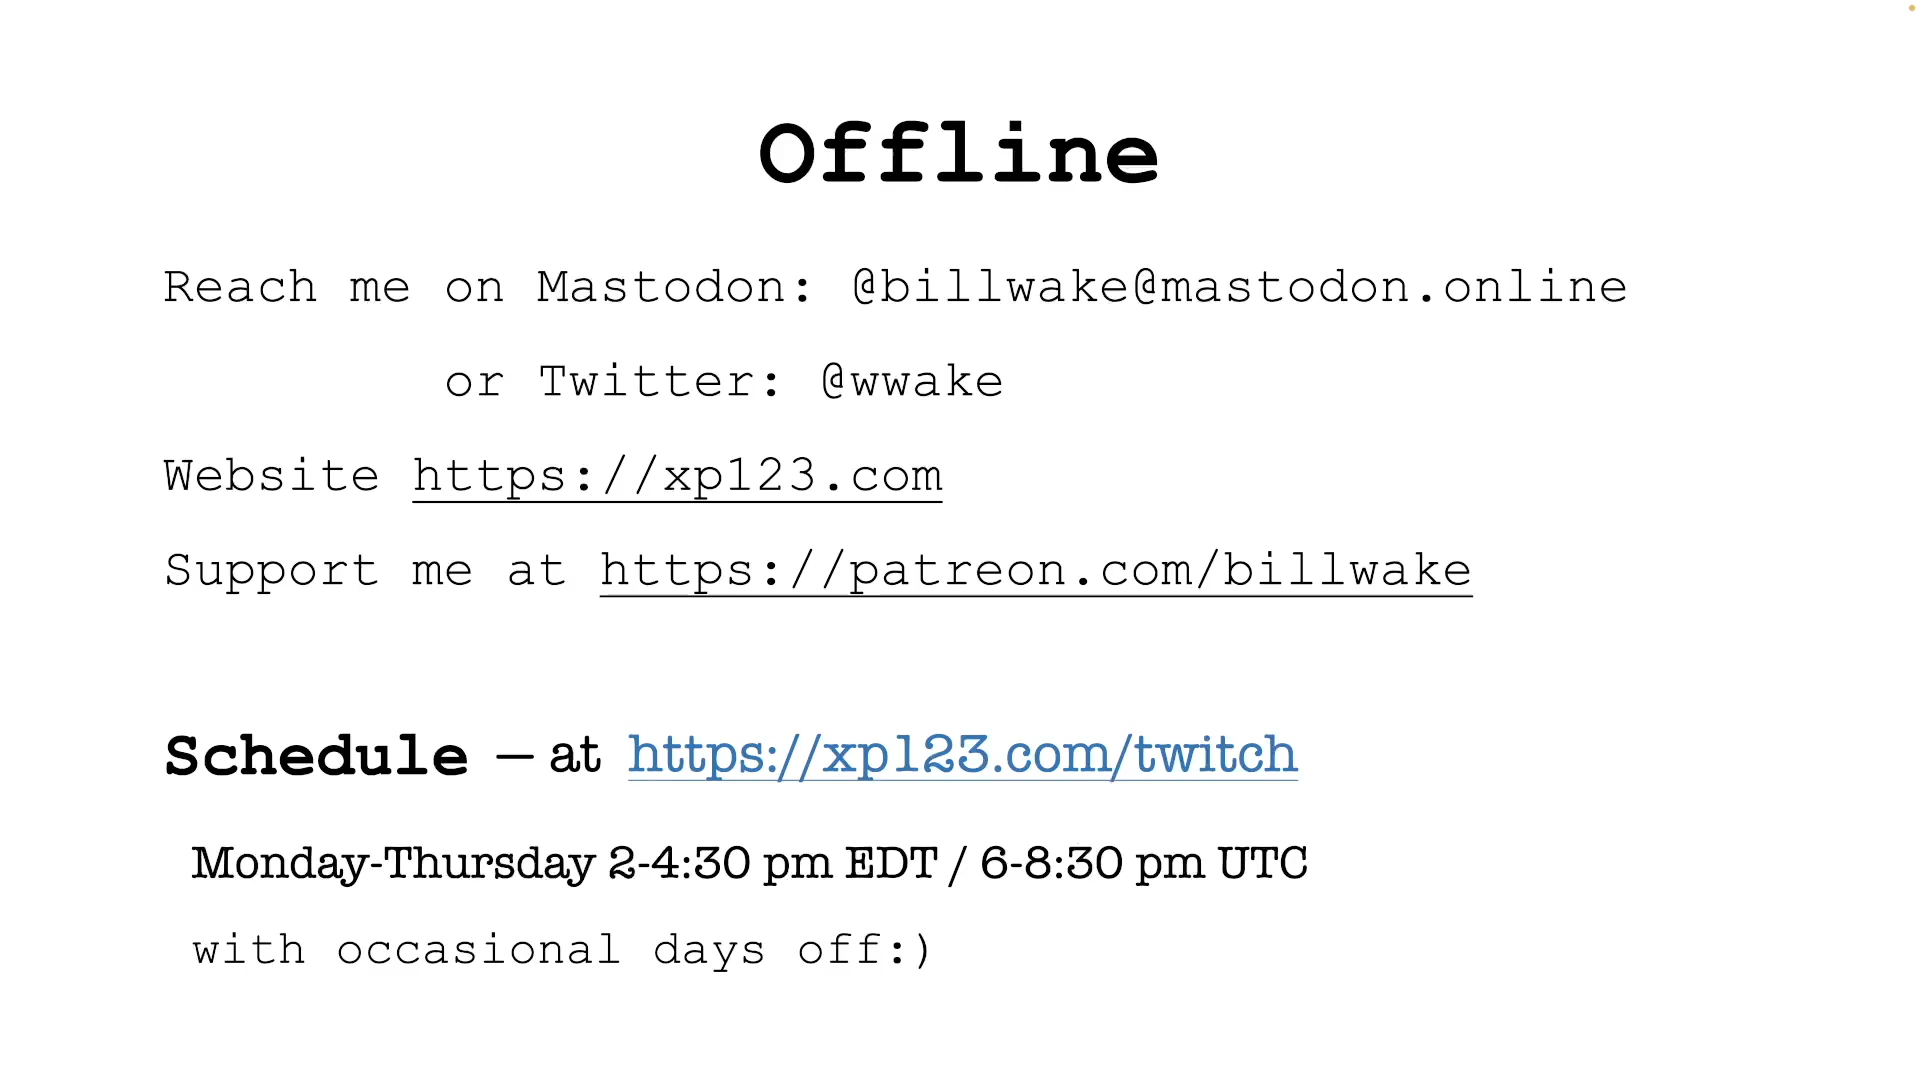 Offline
Reach me on Mastodon: @billwake@mastodon.online
or Twitter: @wwake
Website https://xp123.com
Support me at https://patreon.com/billwake
Schedule – at https://xp123.com/twitch
Monday-Thursday 2-4:30 pm EDT / 6-8:30 pm UTC
with occasional days off:)